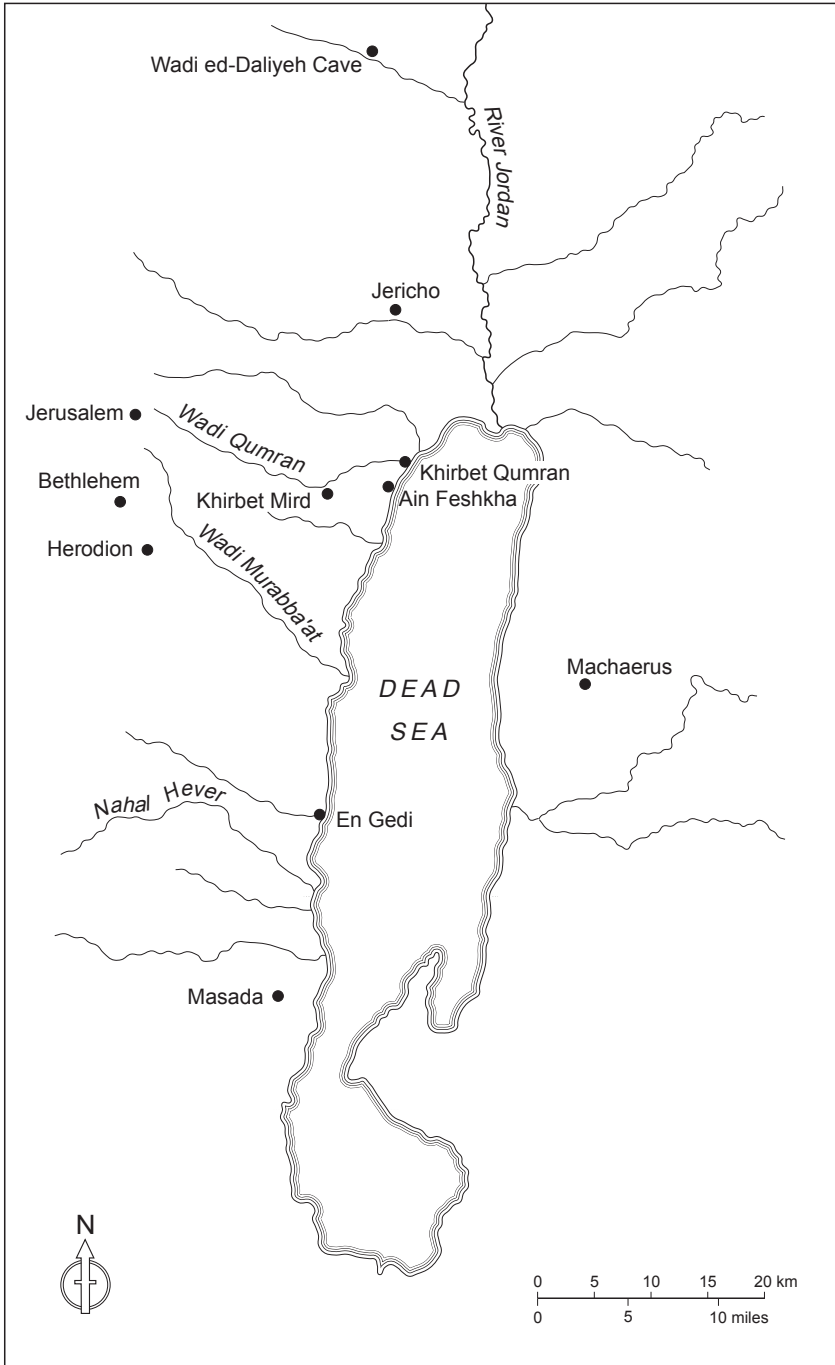 Wadi ed-Daliyeh Cave
River Jordan
Jericho
Jerusalem
Wadi Qumran
Khirbet Qumran
Bethlehem
Khirbet Mird
Ain Feshkha
Herodion
Wadi Murabba'at
Machaerus
DEAD
SEA
Nahal Hever
En Gedi
Masada
N
0 5 10 15 20 km
0 5 10 miles